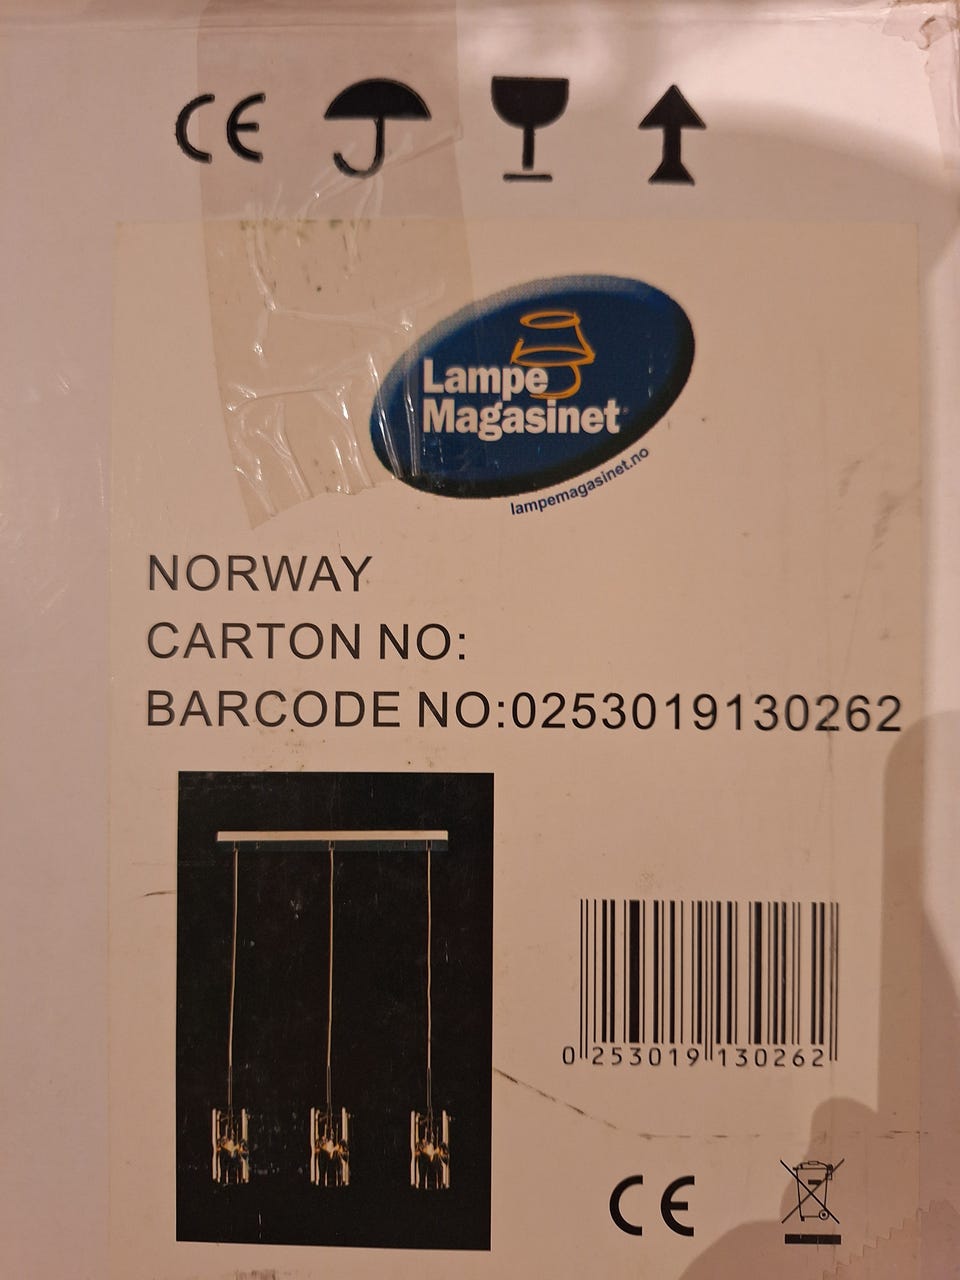 CE
Lampe
Magasinet
lampemagasinet.no
NORWAY
CARTON NO:
BARCODE NO:0253019130262
0 253019 130262
CE